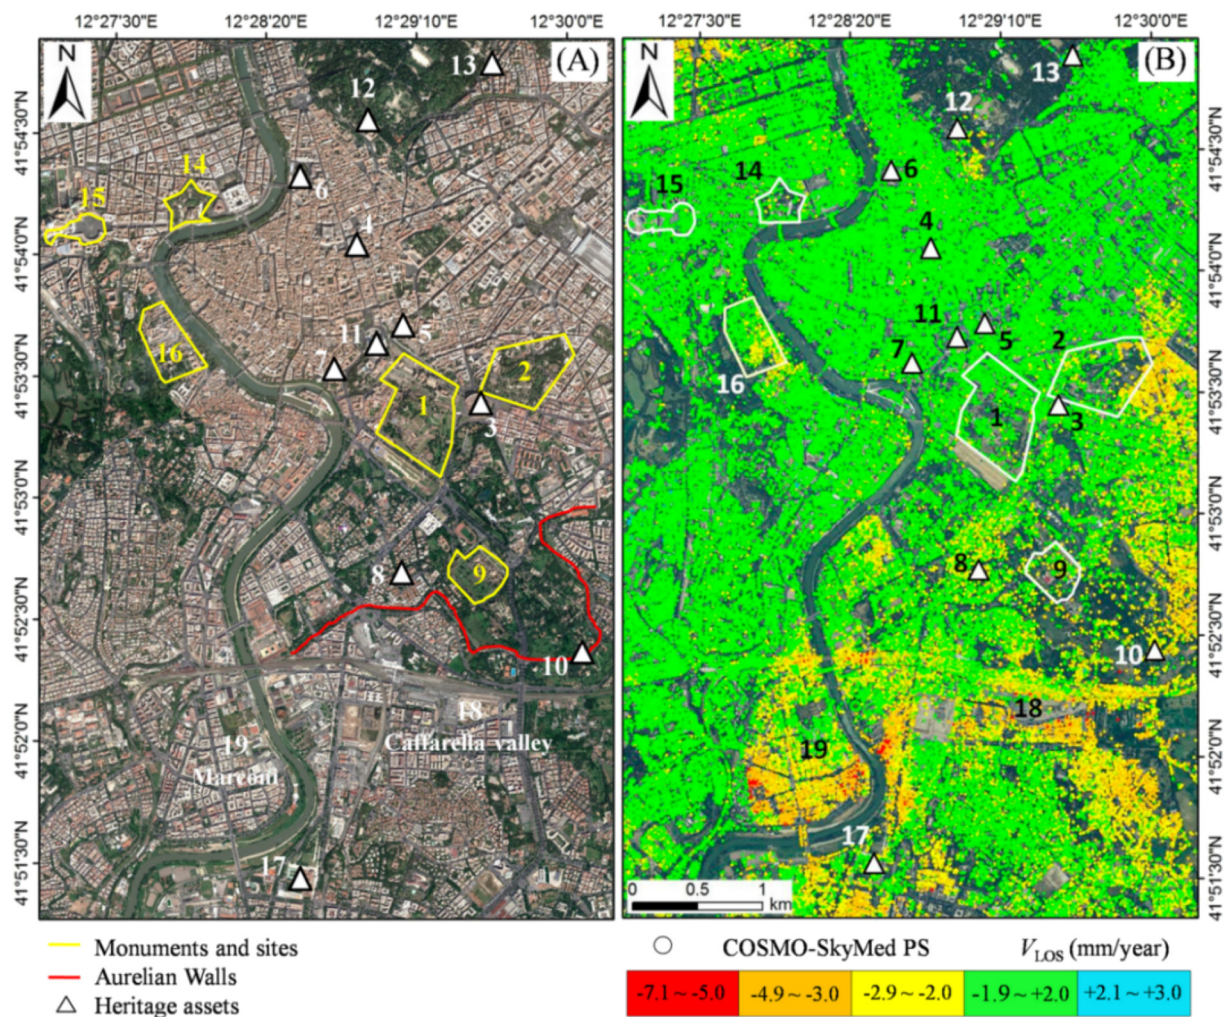 12°27'30"E 12°28'20"E 12°29'10"E 12°30'0"E
12°27'30"E 12°28'20"E 12°29'10"E 12°30'0"E
N
(A)
13
12
14
6
15
4
11
5
7
16
2
1
3
8
9
10
18
19
Caffarella valley
Marconi
17
41°54'30"N
41°54'0"N
41°53'30"N
41°53'0"N
41°52'30"N
41°52'0"N
41°51'30"N
N
(B)
13
12
6
14
15
4
11
5
2
7
16
1
3
8
9
10
18
19
17
0 0.5 1
km
41°54'30"N
41°54'0"N
41°53'30"N
41°53'0"N
41°52'30"N
41°52'0"N
41°51'30"N
Monuments and sites
Aurelian Walls
Heritage assets
COSMO-SkyMed PS VLOS (mm/year)
-7.1 ~ -5.0 -4.9 ~ -3.0 -2.9 ~ -2.0 -1.9 ~ +2.0 +2.1 ~ +3.0